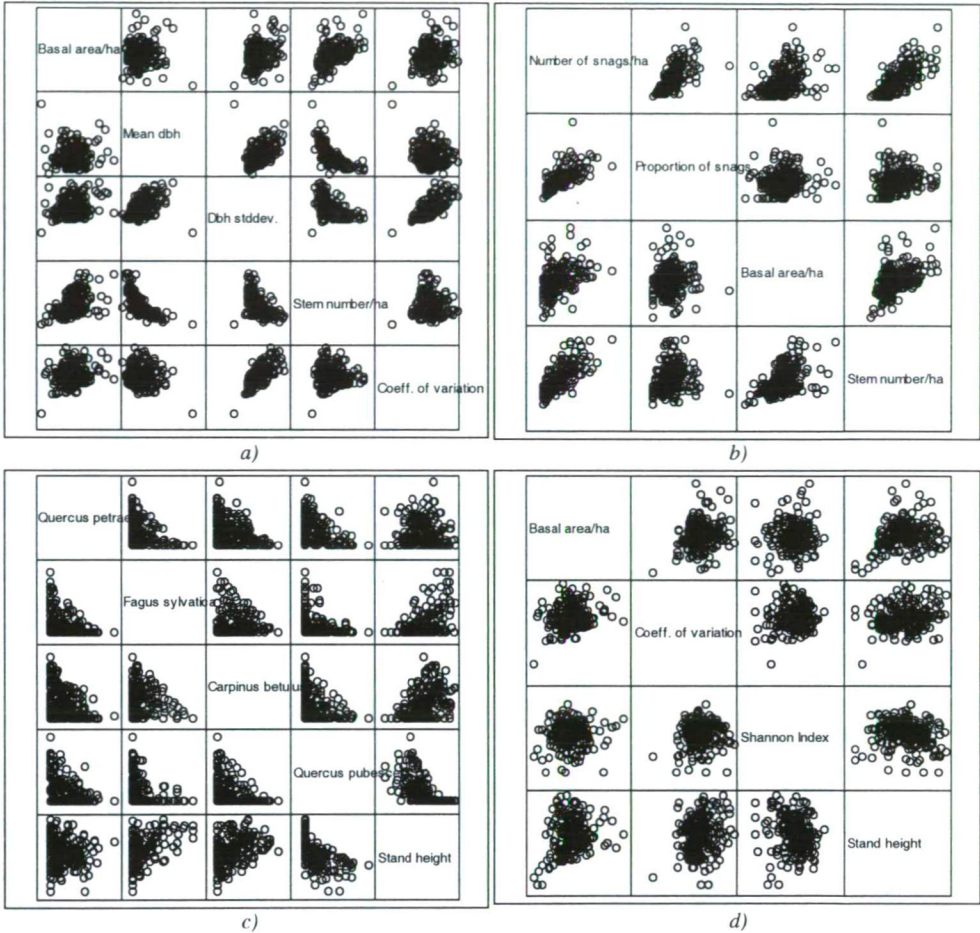 Basal area/ha
Mean dbh
Dbh stddev.
Stem number/ha
Coeff. of variation
a)
Number of snags/ha
Proportion of snags
Basal area/ha
Stem number/ha
b)
Quercus petrae
Fagus sylvatica
Carpinus betulus
Quercus pubes
Stand height
c)
Basal area/ha
Coeff. of variation
Shannon Index
Stand height
d)